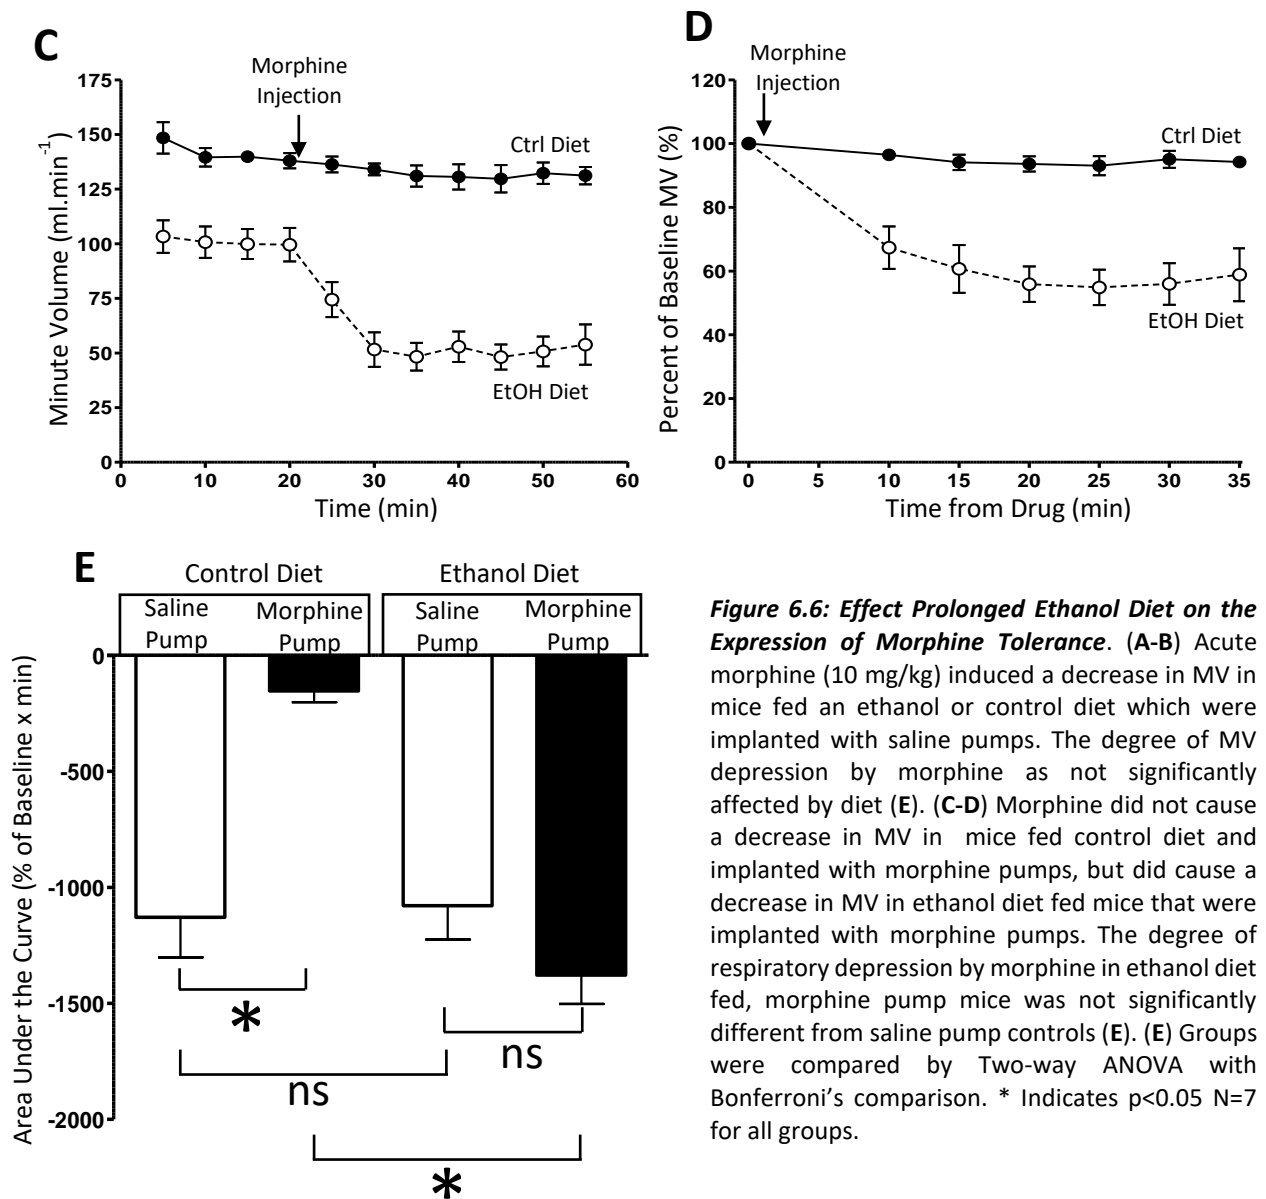 C
Morphine
Injection
Ctrl Diet
EtOH Diet
175
150
125
100
75
50
25
0
0 10 20 30 40 50 60
Minute Volume (ml.min-1)
Time (min)
D
Morphine
Injection
Ctrl Diet
EtOH Diet
120
100
80
60
40
20
0
0 5 10 15 20 25 30 35
Percent of Baseline MV (%)
Time from Drug (min)
E
Control Diet Ethanol Diet
Saline Morphine Saline Morphine
Pump Pump Pump Pump
0
-500
-1000
-1500
-2000
Area Under the Curve (% of Baseline x min)
*
ns
ns
*
Figure 6.6: Effect Prolonged Ethanol Diet on the
Expression of Morphine Tolerance. (A-B) Acute
morphine (10 mg/kg) induced a decrease in MV in
mice fed an ethanol or control diet which were
implanted with saline pumps. The degree of MV
depression by morphine as not significantly
affected by diet (E). (C-D) Morphine did not cause
a decrease in MV in mice fed control diet and
implanted with morphine pumps, but did cause a
decrease in MV in ethanol diet fed mice that were
implanted with morphine pumps. The degree of
respiratory depression by morphine in ethanol diet
fed, morphine pump mice was not significantly
different from saline pump controls (E). (E) Groups
were compared by Two-way ANOVA with
Bonferroni’s comparison. * Indicates p<0.05 N=7
for all groups.